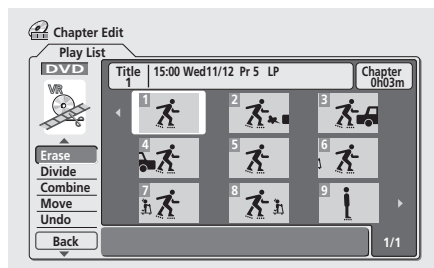 Chapter Edit
Play List
DVD
Title 1 15:00 Wed11/12 Pr 5 LP
Chapter 0h03m
VR
1 2 3
4 5 6
7 8 9
Erase
Divide
Combine
Move
Undo
Back
1/1